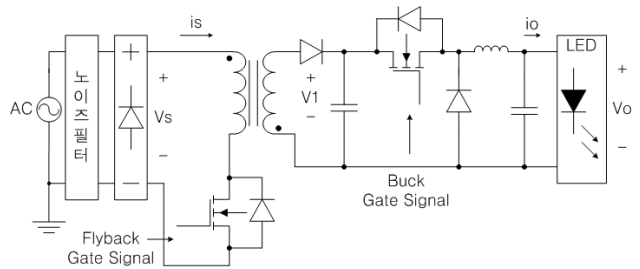 is
io
LED
AC
노이즈필터
+
+
Vs
−
−
+
V1
−
+
Vo
−
Buck
Gate Signal
Flyback
Gate Signal